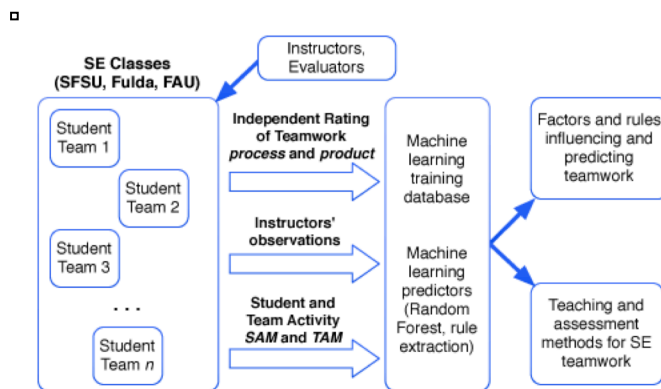 SE Classes
(SFSU, Fulda, FAU)
Instructors,
Evaluators
Student
Team 1
Student
Team 2
Student
Team 3
. . .
Student
Team n
Independent Rating
of Teamwork
process and product
Instructors'
observations
Student and
Team Activity
SAM and TAM
Machine
learning
training
database
Machine
learning
predictors
(Random
Forest, rule
extraction)
Factors and rules
influencing and
predicting
teamwork
Teaching and
assessment
methods for SE
teamwork